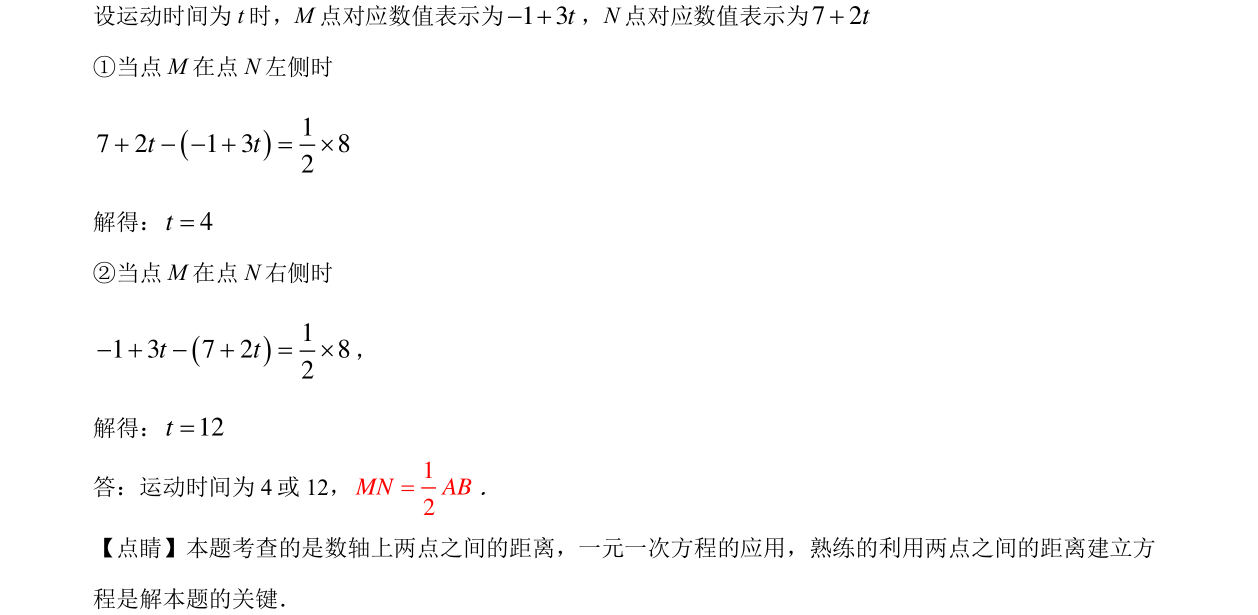 设运动时间为 t 时，M 点对应数值表示为 −1+3t ，N 点对应数值表示为 7+2t
①当点 M 在点 N 左侧时
7+2t−(−1+3t)=1/2×8
解得：t=4
②当点 M 在点 N 右侧时
−1+3t−(7+2t)=1/2×8，
解得：t=12
答：运动时间为 4 或 12，MN=1/2AB．
【点睛】本题考查的是数轴上两点之间的距离，一元一次方程的应用，熟练的利用两点之间的距离建立方
程是解本题的关键．